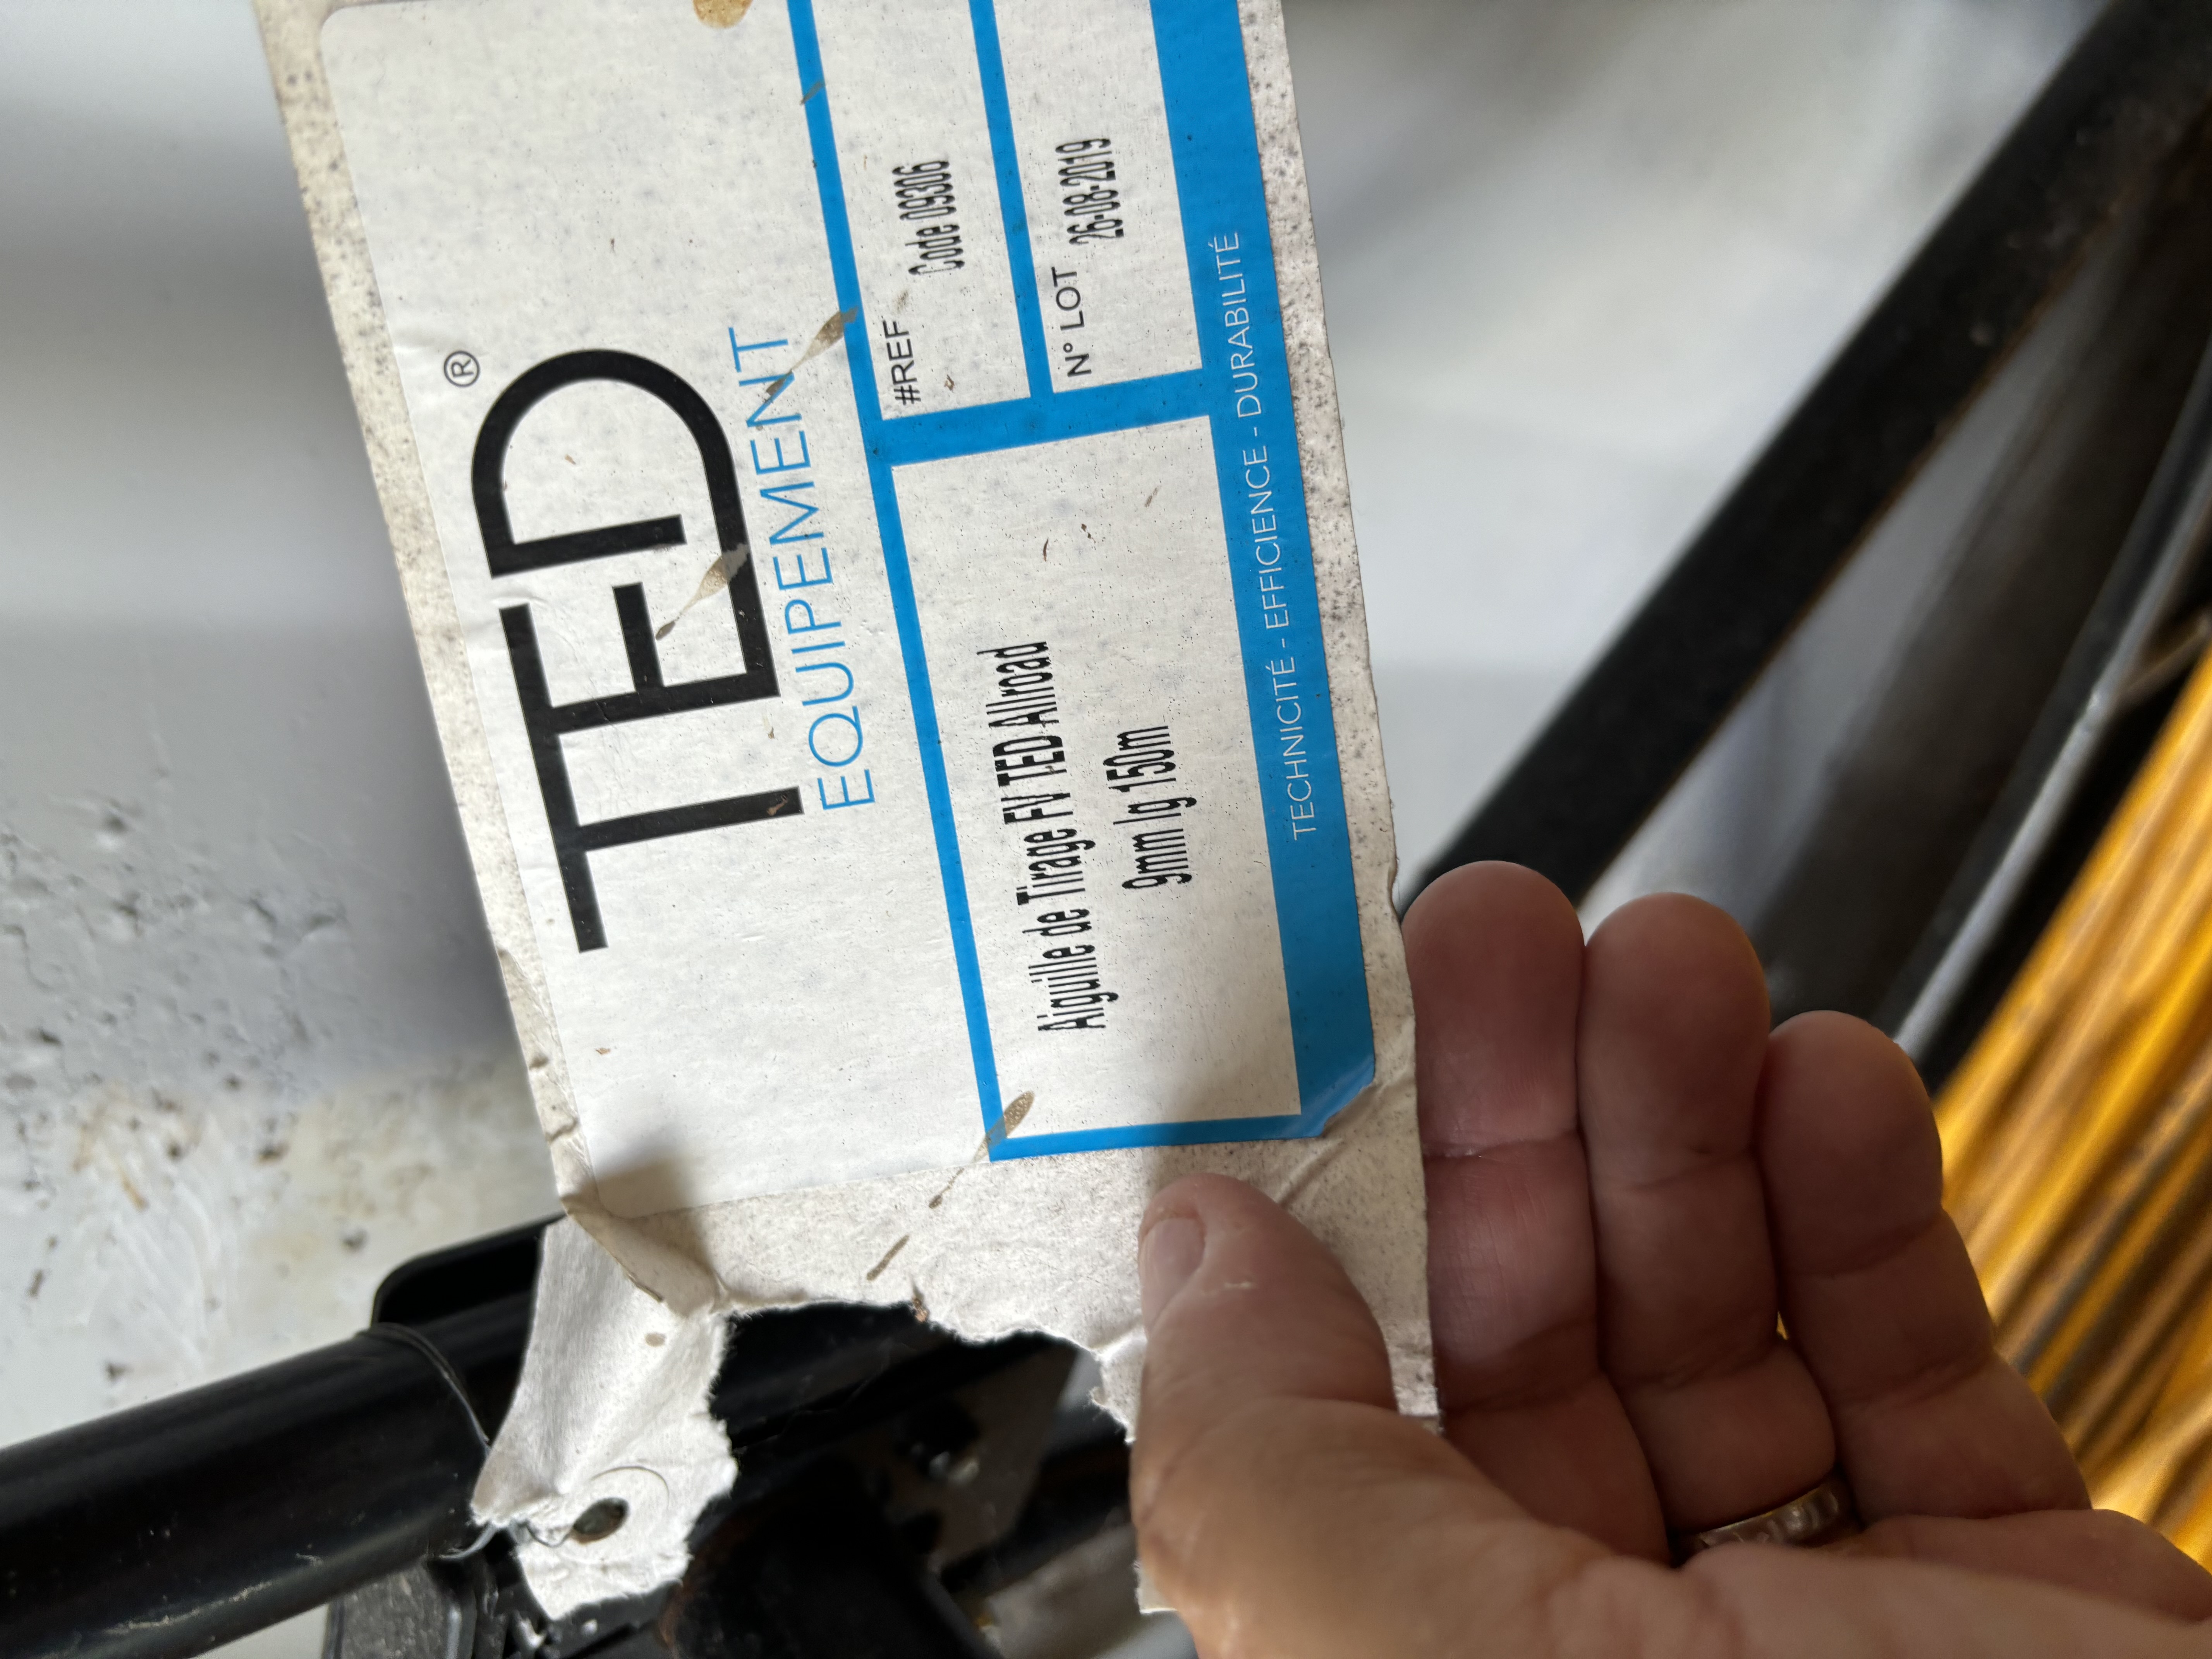 TED®
EQUIPEMENT
Aiguille de Tirage FV TED Allroad
9mm lg 150m
#REF
Code 09306
N° LOT
26-08-2019
TECHNICITÉ - EFFICIENCE - DURABILITÉ